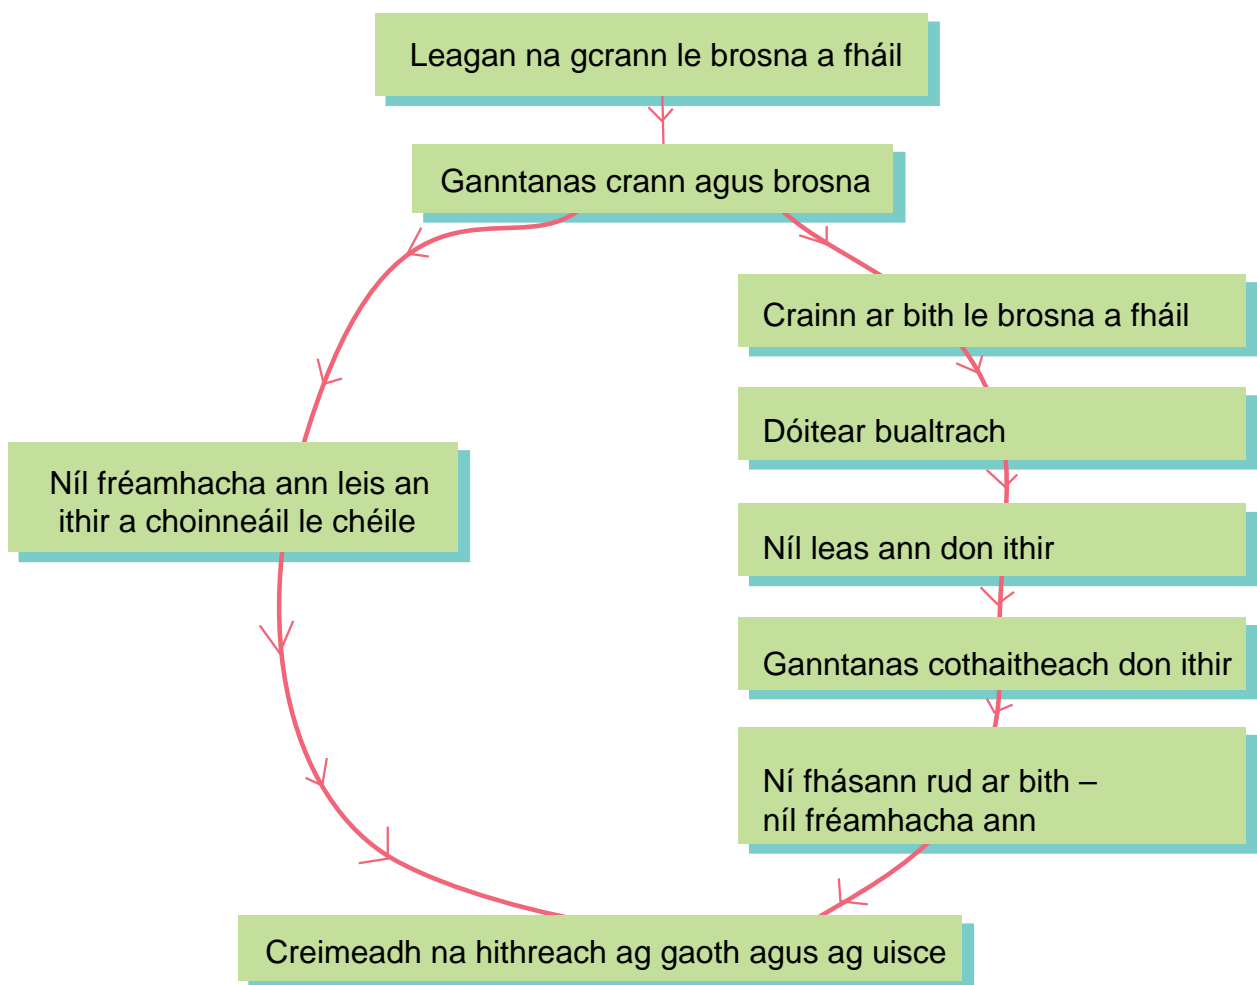 Leagan na gcrann le brosna a fháil
Ganntanas crann agus brosna
Crainn ar bith le brosna a fháil
Dóitear bualtrach
Níl fréamhacha ann leis an
ithir a choinneáil le chéile
Níl leas ann don ithir
Ganntanas cothaitheach don ithir
Ní fhásann rud ar bith –
níl fréamhacha ann
Creimeadh na hithreach ag gaoth agus ag uisce